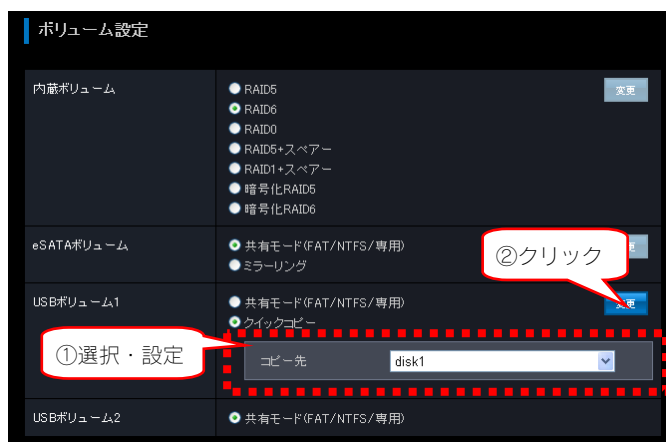 ボリューム設定
内蔵ボリューム
RAID5
変更
RAID6
RAID0
RAID5+スペアー
RAID1+スペアー
暗号化RAID5
暗号化RAID6
eSATAボリューム
共有モード(FAT/NTFS/専用)
②クリック
ミラーリング
USBボリューム1
共有モード(FAT/NTFS/専用)
変更
クイックコピー
①選択・設定
コピー先
disk1
USBボリューム2
共有モード(FAT/NTFS/専用)